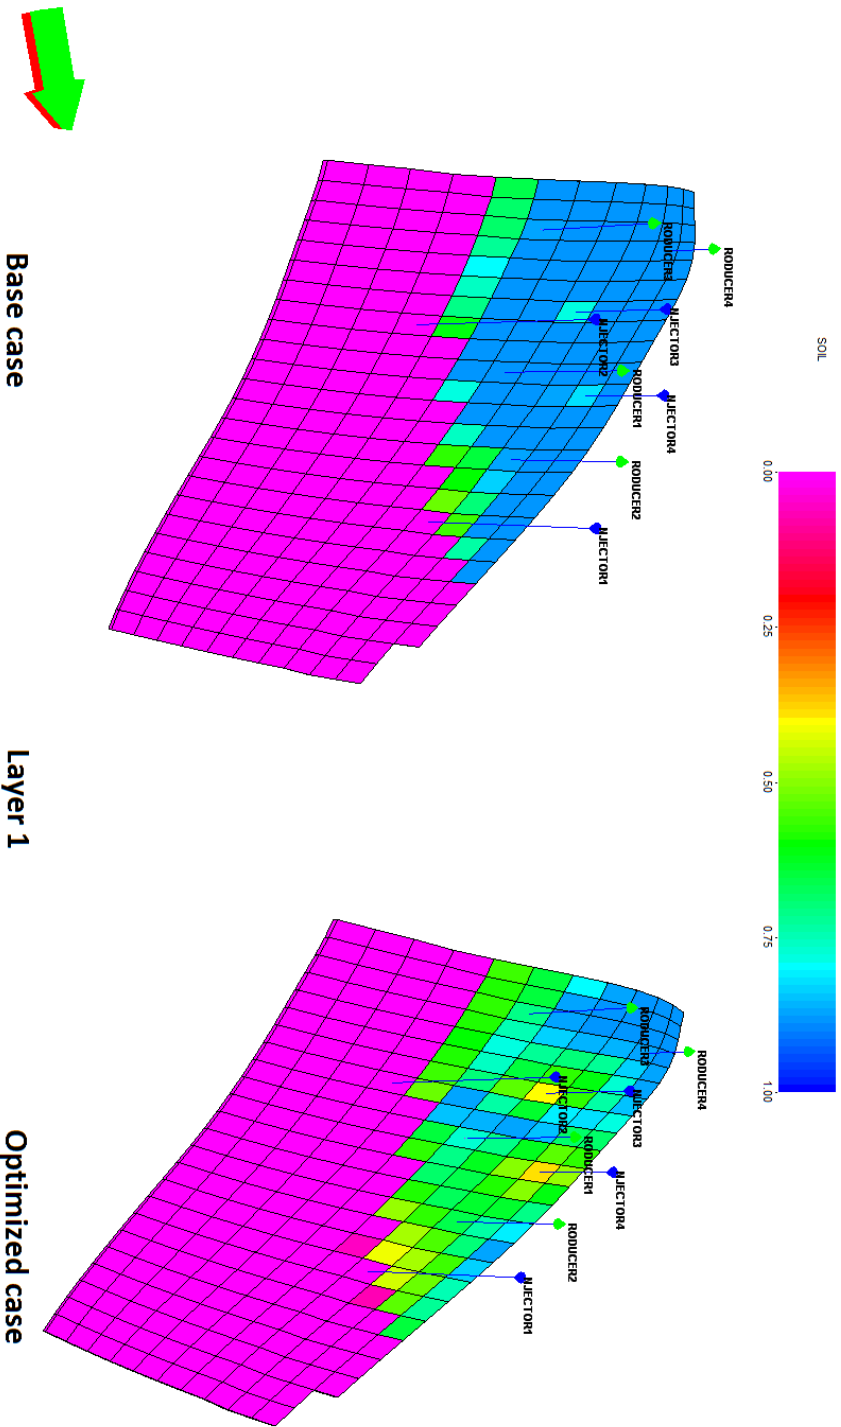 SOIL
0.00
0.25
0.50
0.75
1.00
RODUCER4
RODUCER3
NJECTOR3
NJECTOR2
RODUCER1
NJECTOR4
RODUCER2
NJECTOR1
RODUCER4
RODUCER3
NJECTOR3
NJECTOR2
RODUCER1
NJECTOR4
RODUCER2
NJECTOR1
Base case
Layer 1
Optimized case